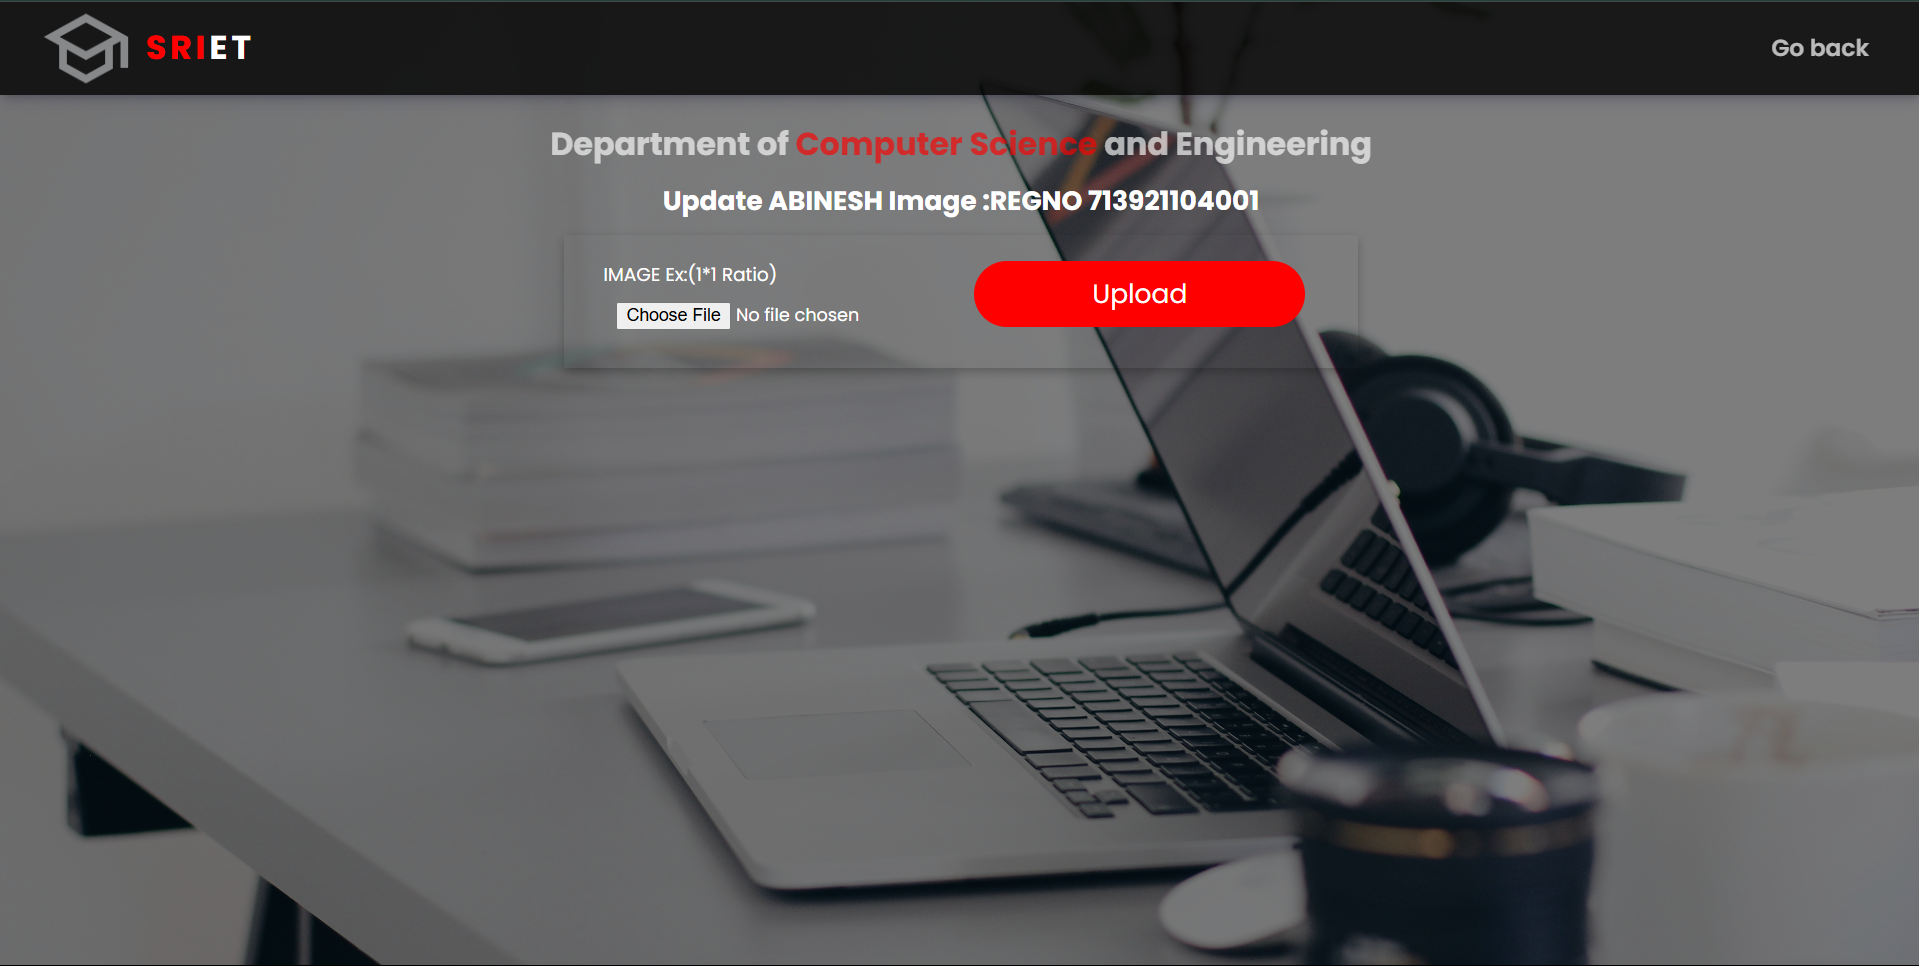 SRIET
Go back
Department of Computer Science and Engineering
Update ABINESH Image :REGNO 713921104001
IMAGE Ex:(1*1 Ratio)
Choose File No file chosen
Upload